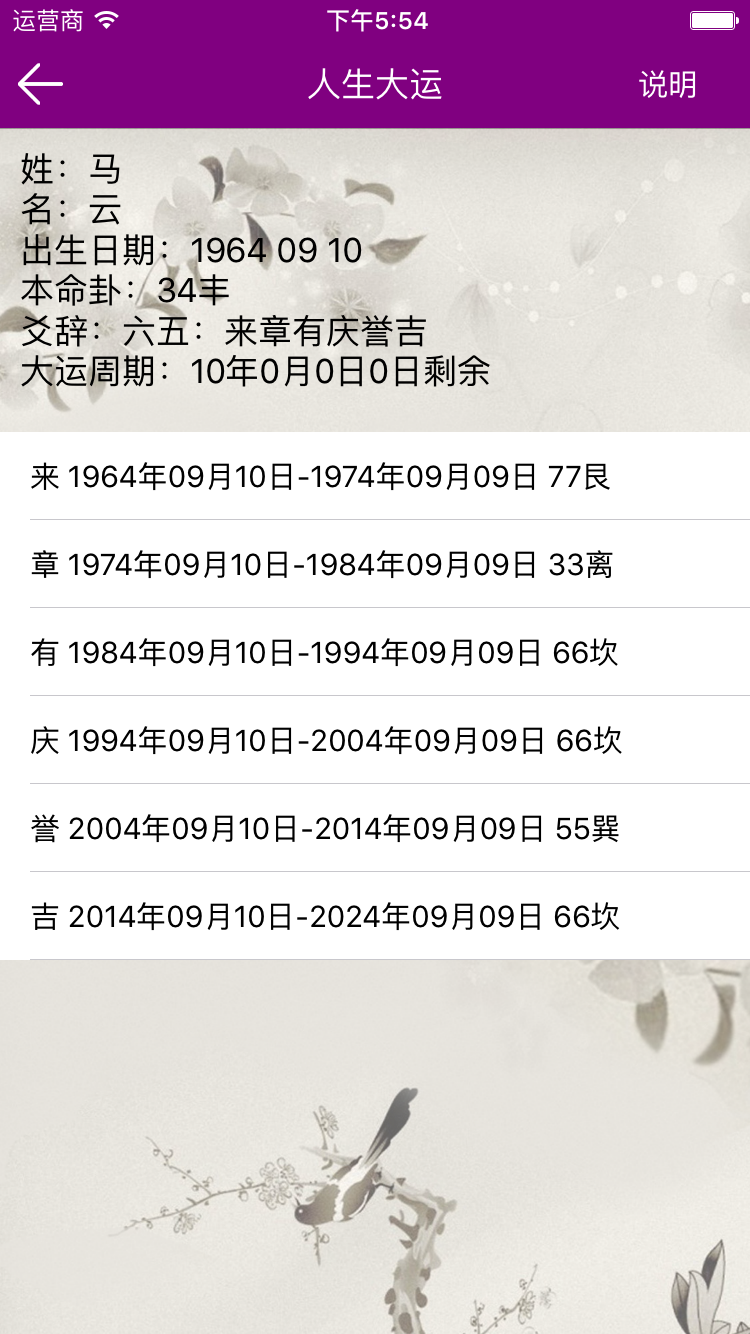 运营商 下午5:54
人生大运 说明
姓：马
名：云
出生日期：1964 09 10
本命卦：34丰
爻辞：六五：来章有庆誉吉
大运周期：10年0月0日0日剩余
来 1964年09月10日-1974年09月09日 77艮
章 1974年09月10日-1984年09月09日 33离
有 1984年09月10日-1994年09月09日 66坎
庆 1994年09月10日-2004年09月09日 66坎
誉 2004年09月10日-2014年09月09日 55巽
吉 2014年09月10日-2024年09月09日 66坎